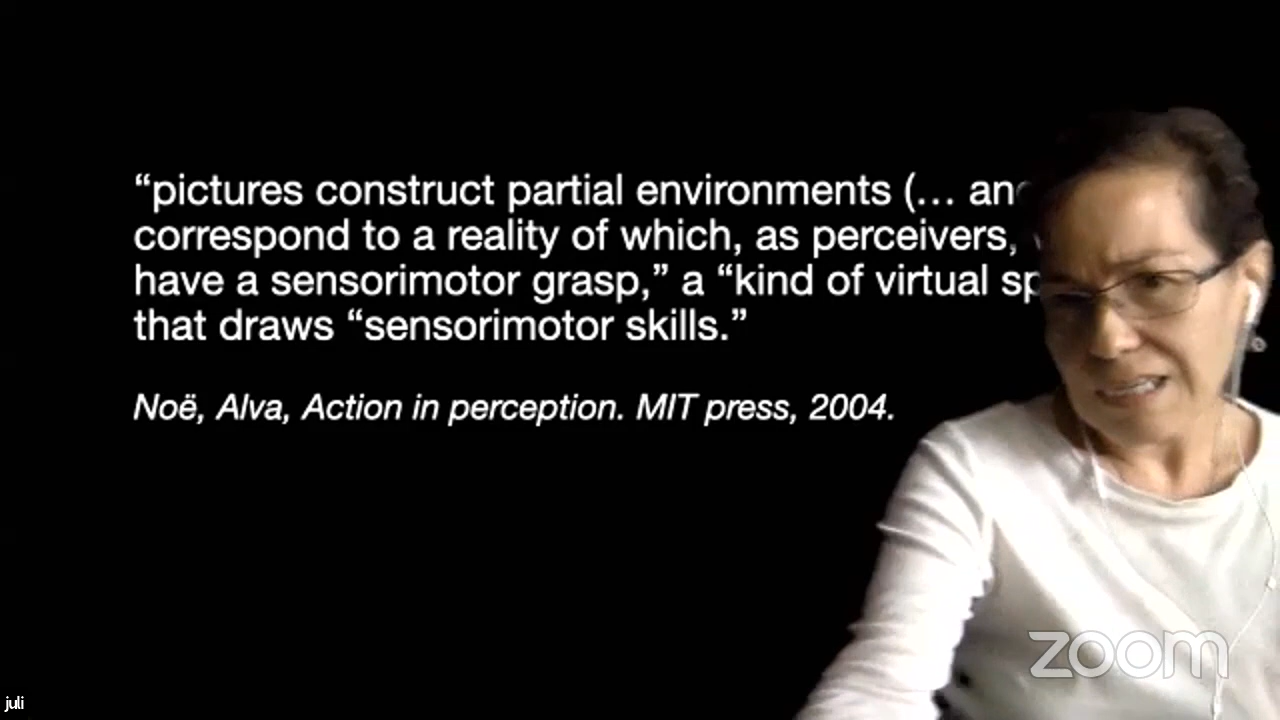 “pictures construct partial environments (… and
correspond to a reality of which, as perceivers,
have a sensorimotor grasp,” a “kind of virtual
that draws “sensorimotor skills.”
Noë, Alva, Action in perception. MIT press, 2004.
zoom
juli